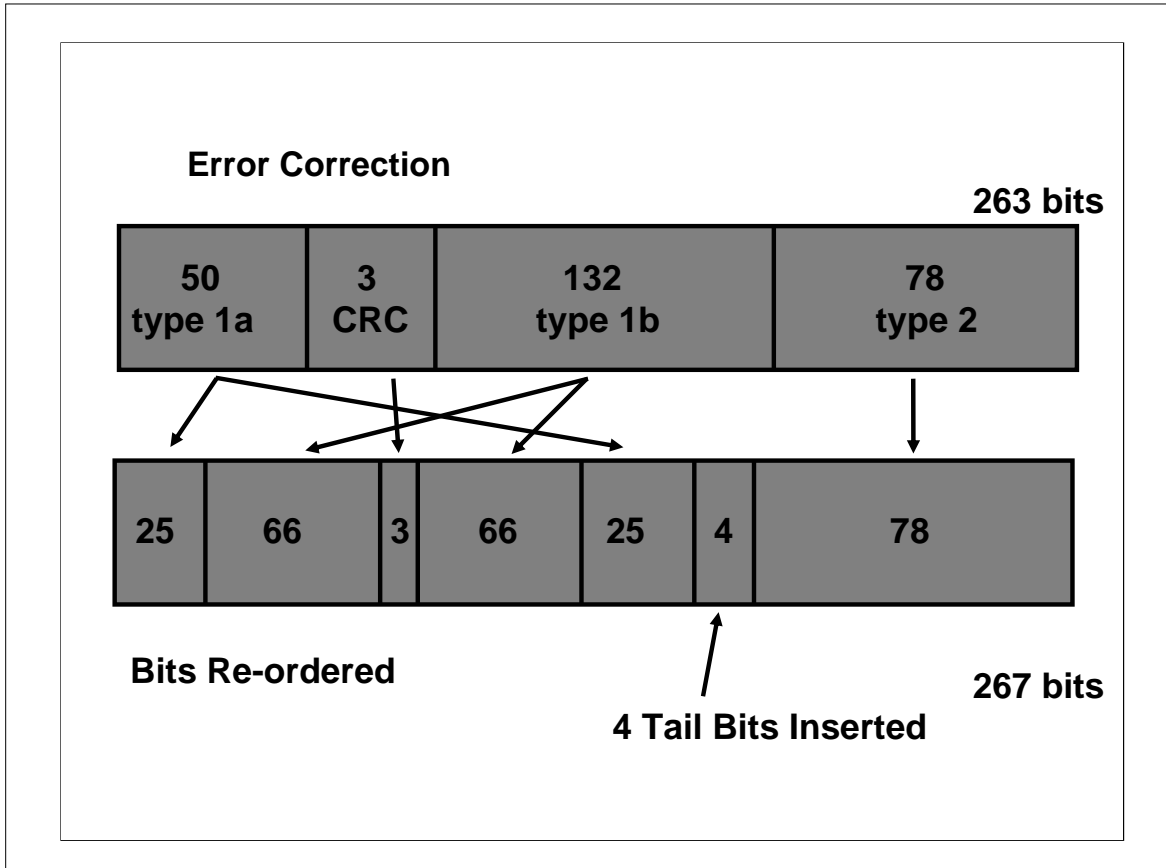 Error Correction
263 bits
50 3 132 78
type 1a CRC type 1b type 2
25 66 3 66 25 4 78
Bits Re-ordered
267 bits
4 Tail Bits Inserted